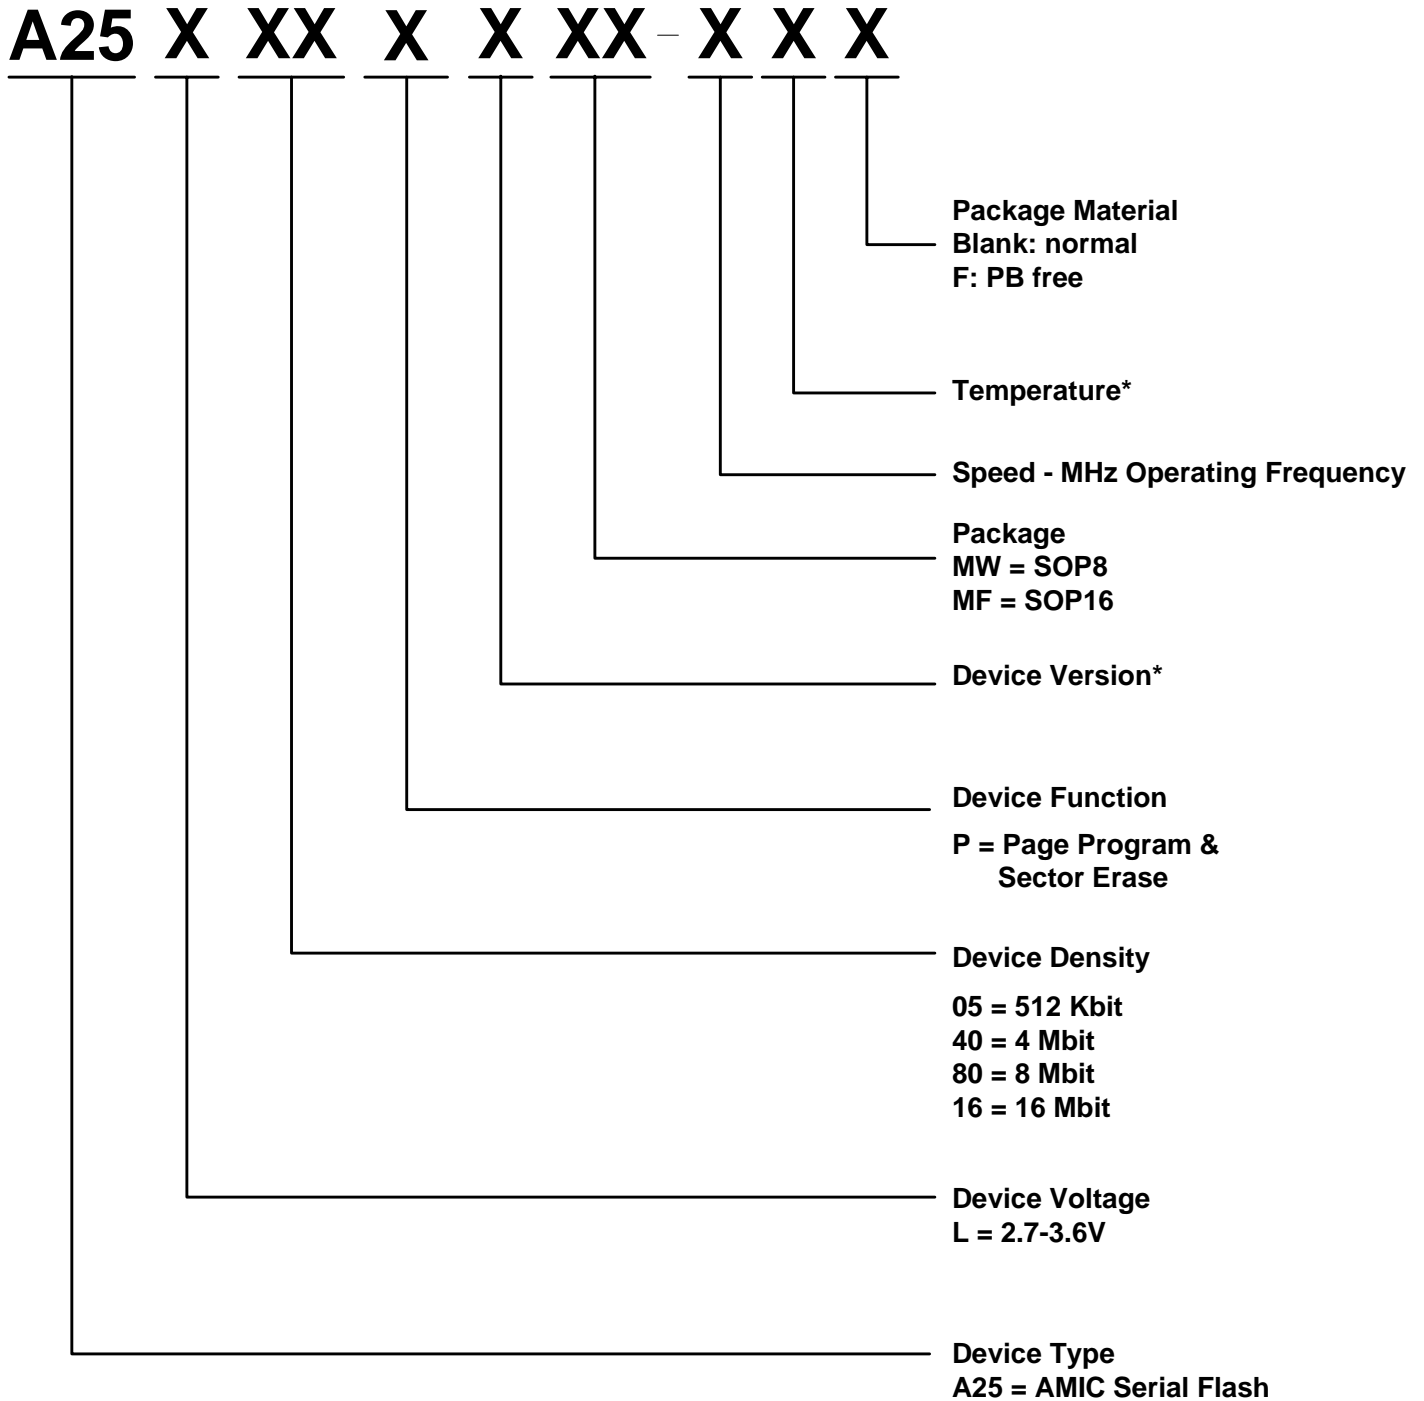 A25 X XX X X XX – X X X
Package Material
Blank: normal
F: PB free
Temperature*
Speed - MHz Operating Frequency
Package
MW = SOP8
MF = SOP16
Device Version*
Device Function
P = Page Program &
Sector Erase
Device Density
05 = 512 Kbit
40 = 4 Mbit
80 = 8 Mbit
16 = 16 Mbit
Device Voltage
L = 2.7-3.6V
Device Type
A25 = AMIC Serial Flash